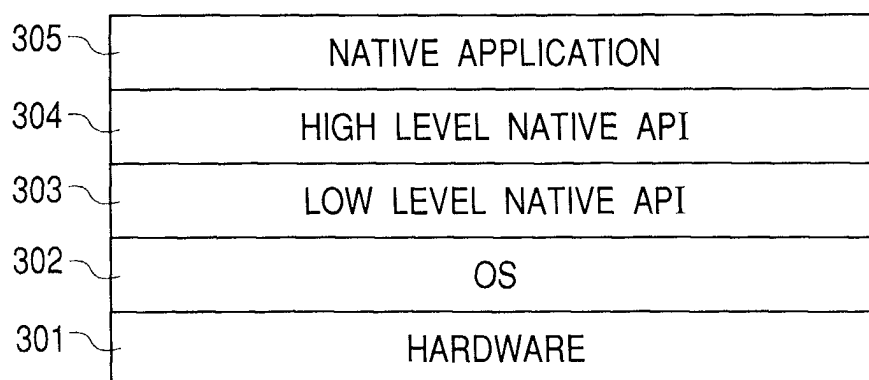 305 NATIVE APPLICATION
304 HIGH LEVEL NATIVE API
303 LOW LEVEL NATIVE API
302 OS
301 HARDWARE